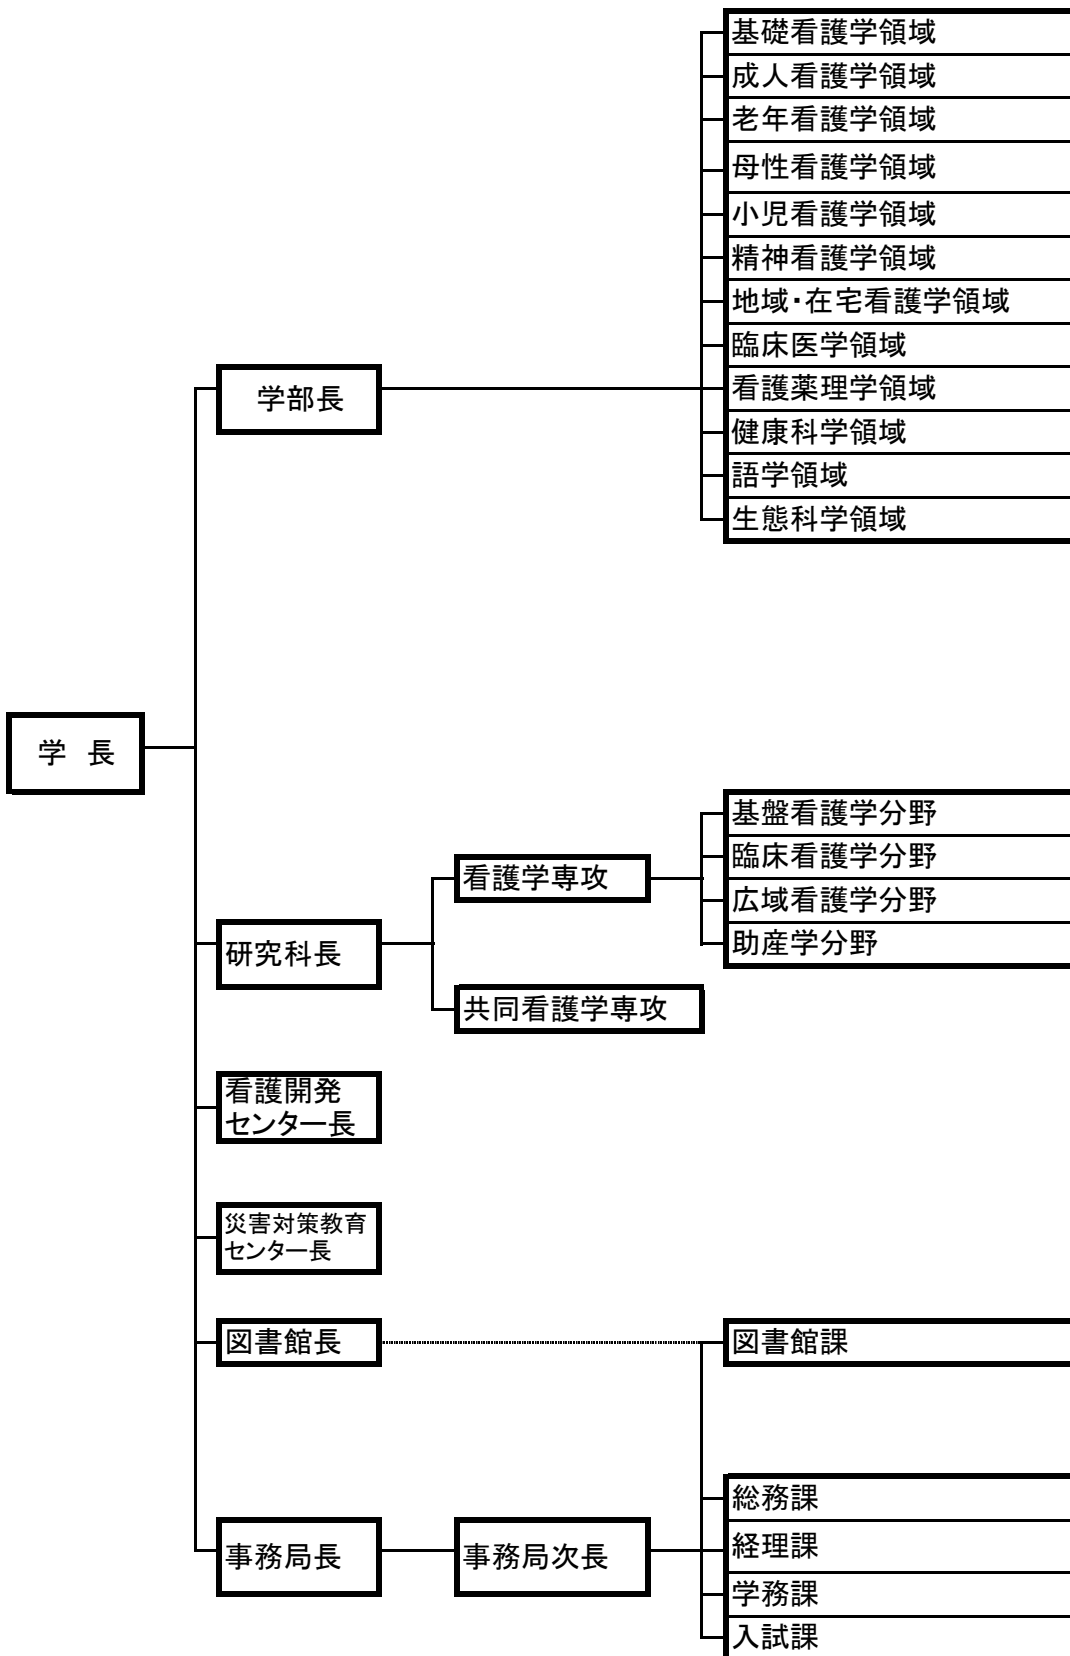 基礎看護学領域
成人看護学領域
老年看護学領域
母性看護学領域
小児看護学領域
精神看護学領域
地域・在宅看護学領域
臨床医学領域
学部長
看護薬理学領域
健康科学領域
語学領域
生態科学領域
学 長
基盤看護学分野
看護学専攻
臨床看護学分野
広域看護学分野
研究科長
助産学分野
共同看護学専攻
看護開発
センター長
災害対策教育
センター長
図書館長
図書館課
総務課
事務局長
事務局次長
経理課
学務課
入試課